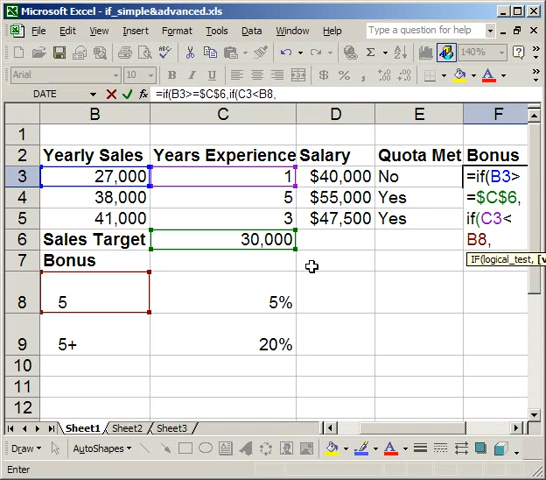 Microsoft Excel - if_simple&advanced.xls
File Edit View Insert Format Tools Data Window Help
140%
Arial 10 B I U $ % ,
DATE =if(B3>=$C$6,if(C3<B8,
B C D E F
1
2 Yearly Sales Years Experience Salary Quota Met Bonus
3 27,000 1 $40,000 No =if(B3>
4 38,000 5 $55,000 Yes =$C$6,
5 41,000 3 $47,500 Yes if(C3<
6 Sales Target 30,000 B8,
7 Bonus IF(logical_test, [v
8 5 5%
9 5+ 20%
10
11
12
Sheet1 Sheet2 Sheet3
Draw AutoShapes
Enter